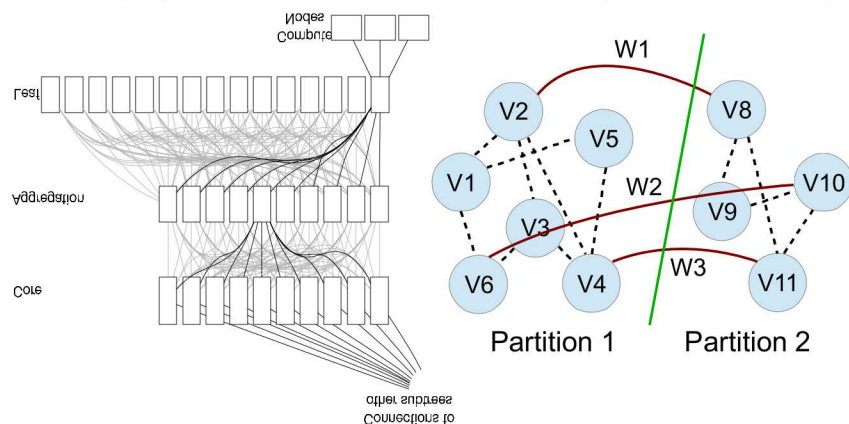 Compute
Nodes
Leaf
Aggregation
Core
Connections to
other subtrees
W1
V2
V8
V5
V1
W2
V10
V9
V3
V6
V4
W3
V11
Partition 1
Partition 2